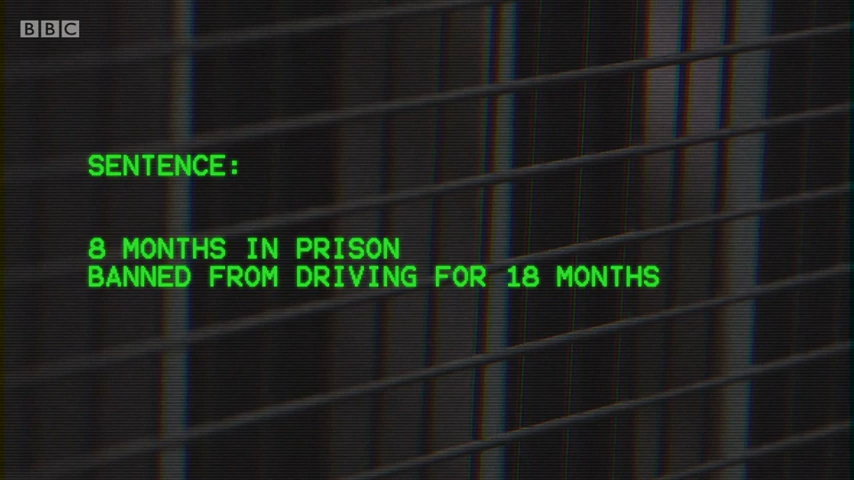 BBC
SENTENCE:
8 MONTHS IN PRISON
BANNED FROM DRIVING FOR 18 MONTHS